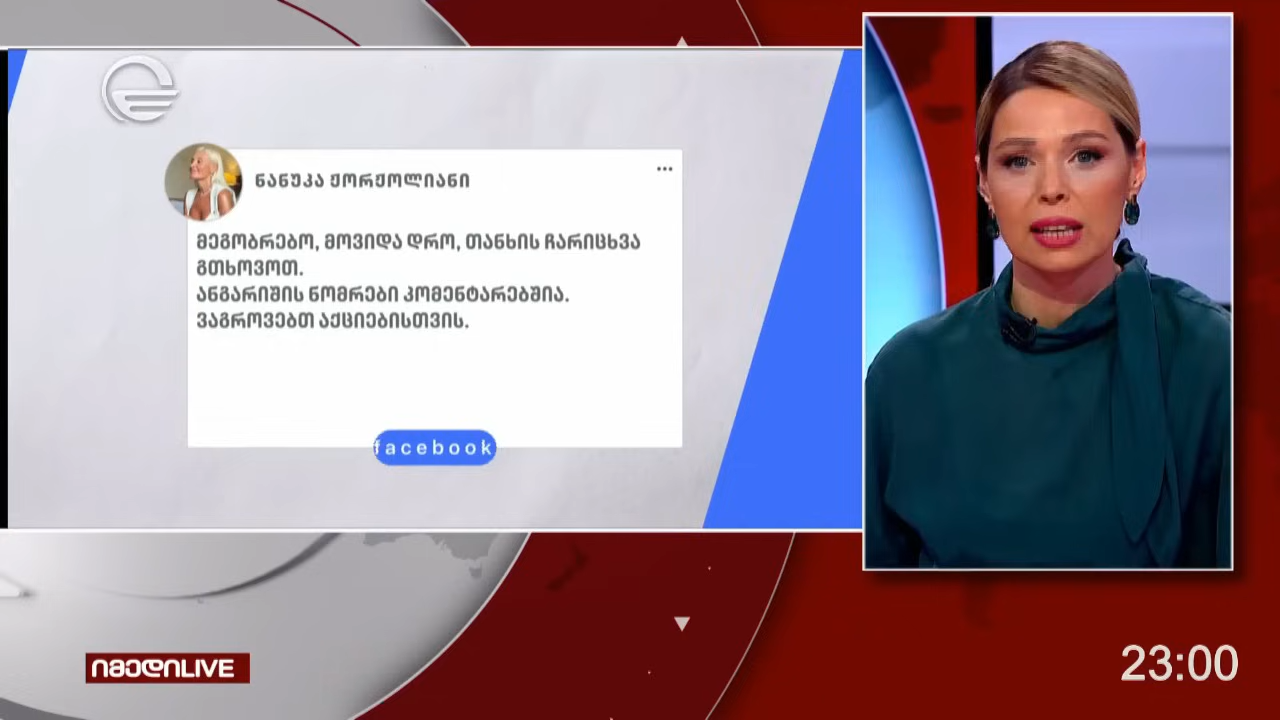 ნანუკა ჟორჟოლიანი
მეგობრებო, მოვიდა დრო, თანხის ჩარიცხვა
გთხოვოთ.
ანგარიშის ნომრები კომენტარებშია.
ვაგროვებთ აქციებისთვის.
facebook
იმედიLIVE
23:00